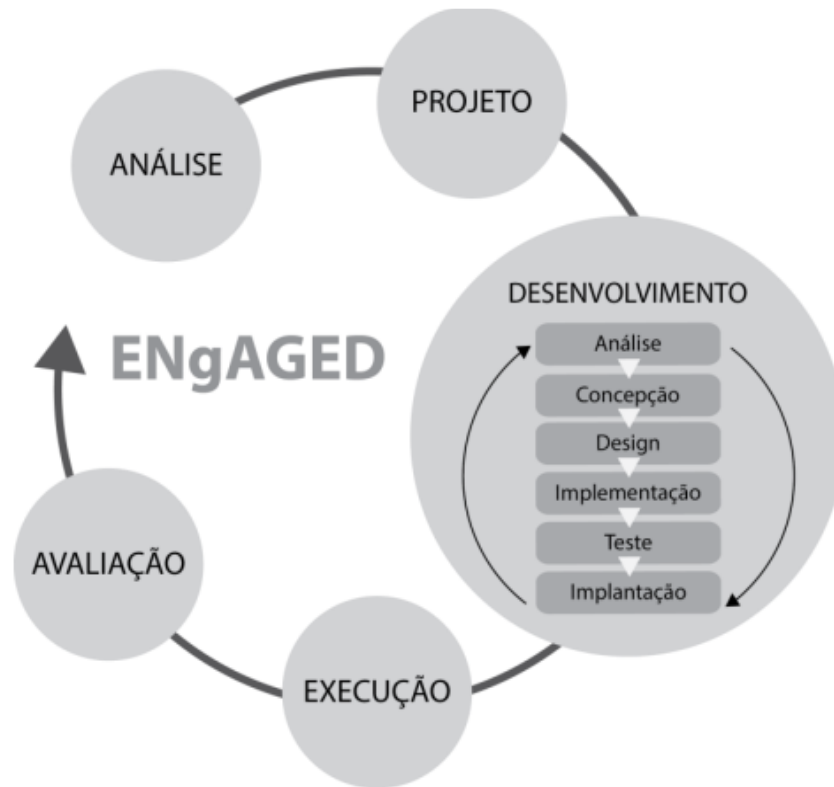 PROJETO
ANÁLISE
DESENVOLVIMENTO
Análise
Concepção
Design
Implementação
Teste
Implantação
ENgAGED
AVALIAÇÃO
EXECUÇÃO